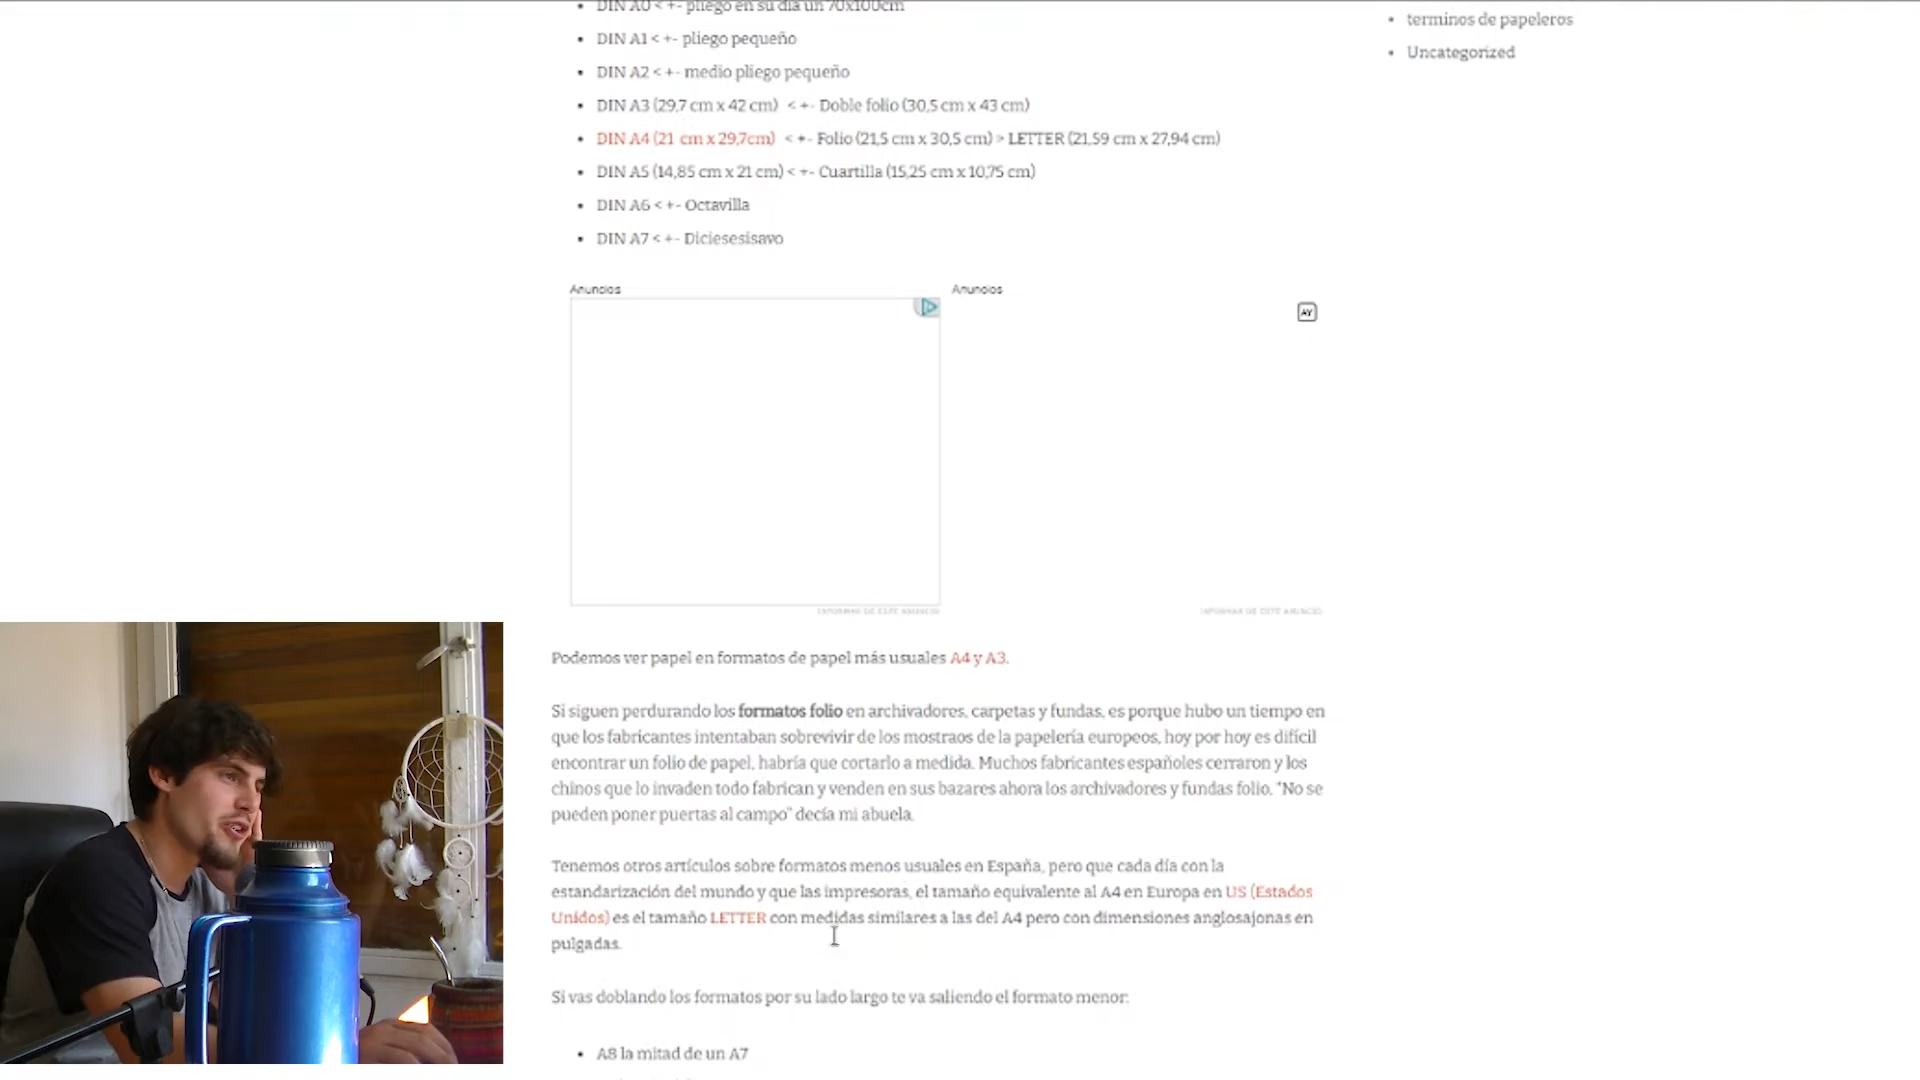 DIN A0 < +- pliego en su día un 70x100cm
DIN A1 < +- pliego pequeño
DIN A2 < +- medio pliego pequeño
DIN A3 (29,7 cm x 42 cm) < +- Doble folio (30,5 cm x 43 cm)
DIN A4 (21 cm x 29,7cm) < +- Folio (21,5 cm x 30,5 cm) > LETTER (21,59 cm x 27,94 cm)
DIN A5 (14,85 cm x 21 cm) < +- Cuartilla (15,25 cm x 10,75 cm)
DIN A6 < +- Octavilla
DIN A7 < +- Diciesesisavo
terminos de papeleros
Uncategorized
Anuncios
Anuncios
AY
INFORMAR DE ESTE ANUNCIO
INFORMAR DE ESTE ANUNCIO
Podemos ver papel en formatos de papel más usuales A4 y A3.
Si siguen perdurando los formatos folio en archivadores, carpetas y fundas, es porque hubo un tiempo en
que los fabricantes intentaban sobrevivir de los mostraos de la papelería europeos, hoy por hoy es difícil
encontrar un folio de papel, habría que cortarlo a medida. Muchos fabricantes españoles cerraron y los
chinos que lo invaden todo fabrican y venden en sus bazares ahora los archivadores y fundas folio. "No se
pueden poner puertas al campo" decía mi abuela.
Tenemos otros artículos sobre formatos menos usuales en España, pero que cada día con la
estandarización del mundo y que las impresoras, el tamaño equivalente al A4 en Europa en US (Estados
Unidos) es el tamaño LETTER con medidas similares a las del A4 pero con dimensiones anglosajonas en
pulgadas.
Si vas doblando los formatos por su lado largo te va saliendo el formato menor:
A8 la mitad de un A7